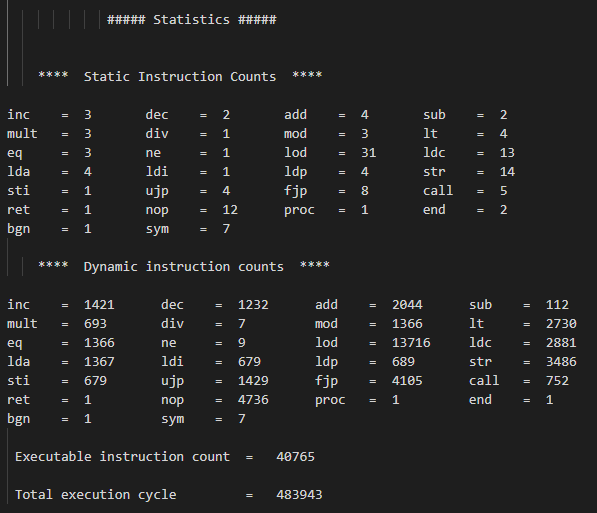 ##### Statistics #####
**** Static Instruction Counts ****
inc = 3 dec = 2 add = 4 sub = 2
mult = 3 div = 1 mod = 3 lt = 4
eq = 3 ne = 1 lod = 31 ldc = 13
lda = 4 ldi = 1 ldp = 4 str = 14
sti = 1 ujp = 4 fjp = 8 call = 5
ret = 1 nop = 12 proc = 1 end = 2
bgn = 1 sym = 7
**** Dynamic instruction counts ****
inc = 1421 dec = 1232 add = 2044 sub = 112
mult = 693 div = 7 mod = 1366 lt = 2730
eq = 1366 ne = 9 lod = 13716 ldc = 2881
lda = 1367 ldi = 679 ldp = 689 str = 3486
sti = 679 ujp = 1429 fjp = 4105 call = 752
ret = 1 nop = 4736 proc = 1 end = 1
bgn = 1 sym = 7
Executable instruction count = 40765
Total execution cycle = 483943